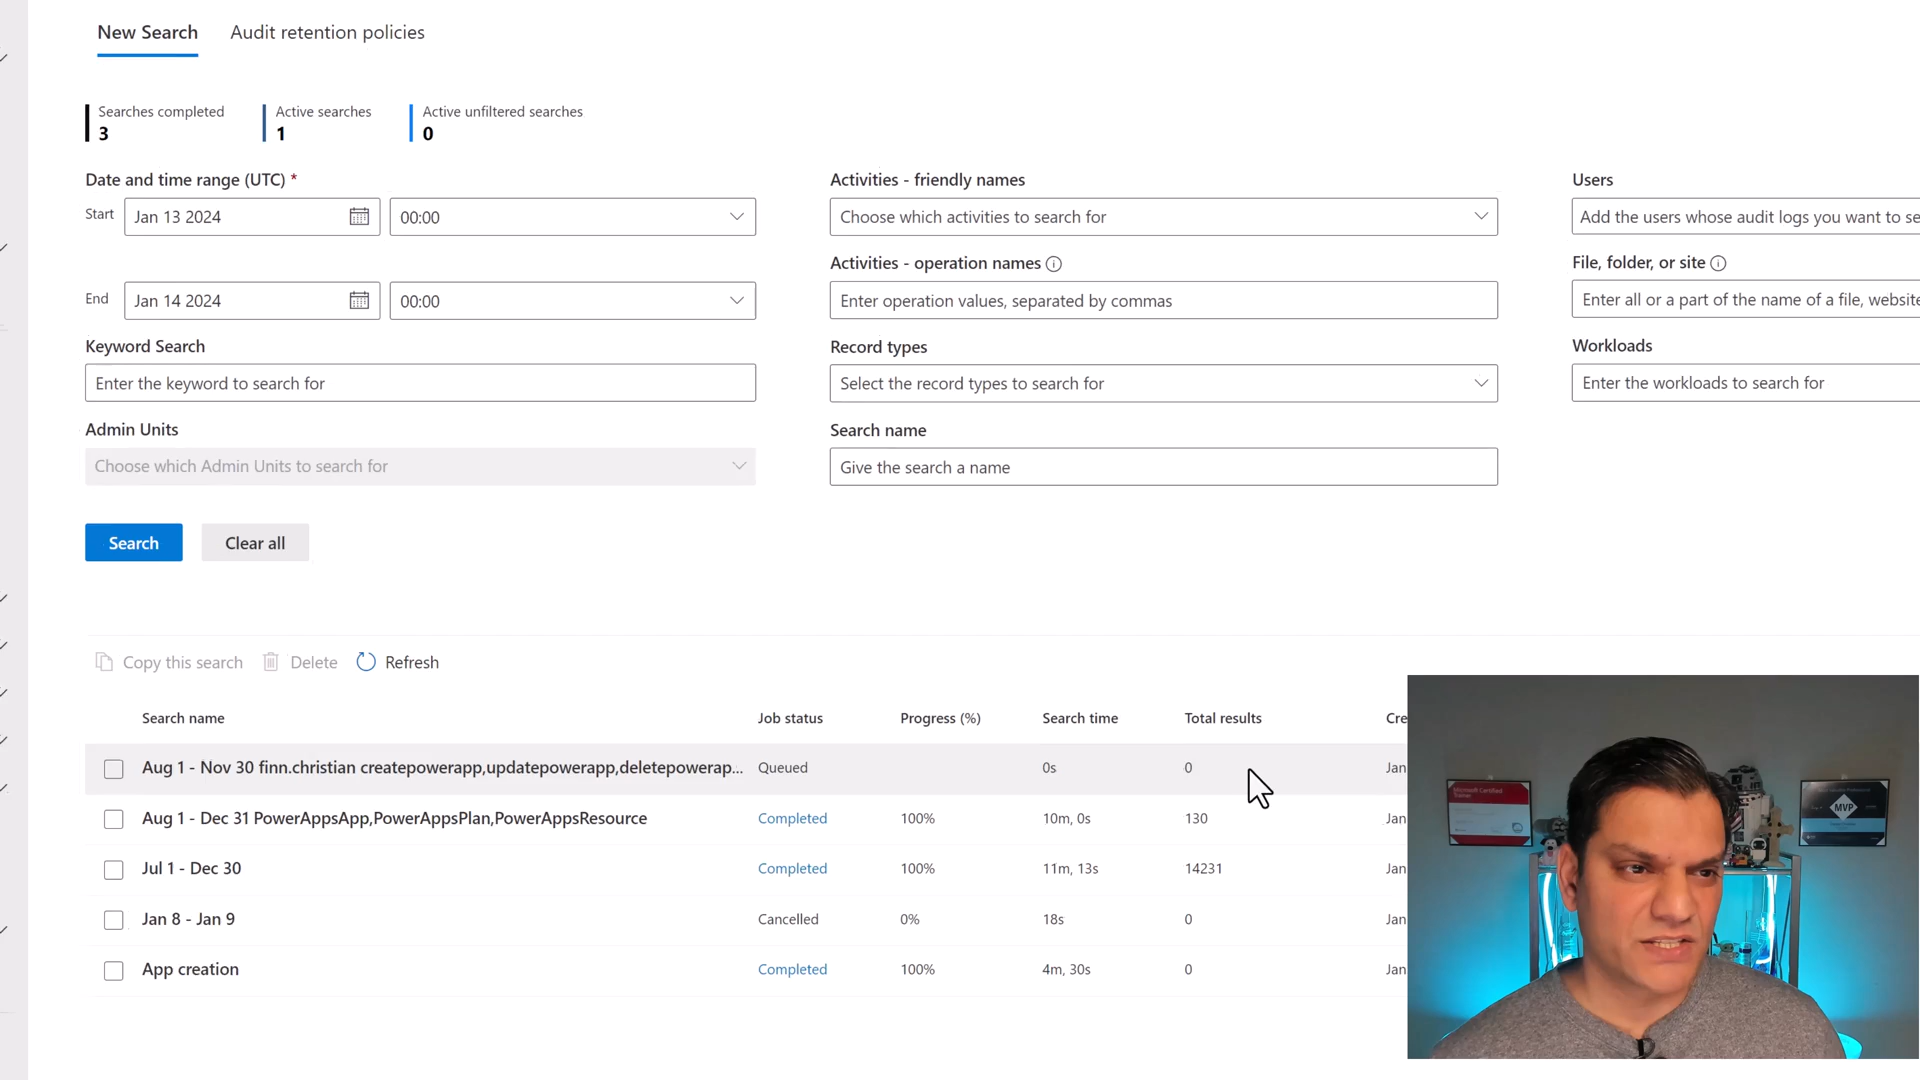 New Search Audit retention policies
Searches completed Active searches Active unfiltered searches
3 1 0
Date and time range (UTC) * Activities - friendly names Users
Start Jan 13 2024 00:00 Choose which activities to search for Add the users whose audit logs you want to se
Activities - operation names File, folder, or site
End Jan 14 2024 00:00 Enter operation values, separated by commas Enter all or a part of the name of a file, website
Keyword Search Record types Workloads
Enter the keyword to search for Select the record types to search for Enter the workloads to search for
Admin Units Search name
Choose which Admin Units to search for Give the search a name
Search Clear all
Copy this search Delete Refresh
Search name Job status Progress (%) Search time Total results Cre
Aug 1 - Nov 30 finn.christian createpowerapp,updatepowerapp,deletepowerap... Queued 0s 0 Jan
Aug 1 - Dec 31 PowerAppsApp,PowerAppsPlan,PowerAppsResource Completed 100% 10m, 0s 130 Jan
Jul 1 - Dec 30 Completed 100% 11m, 13s 14231 Jan
Jan 8 - Jan 9 Cancelled 0% 18s 0 Jan
App creation Completed 100% 4m, 30s 0 Jan
Microsoft Certified
Trainer
MVP